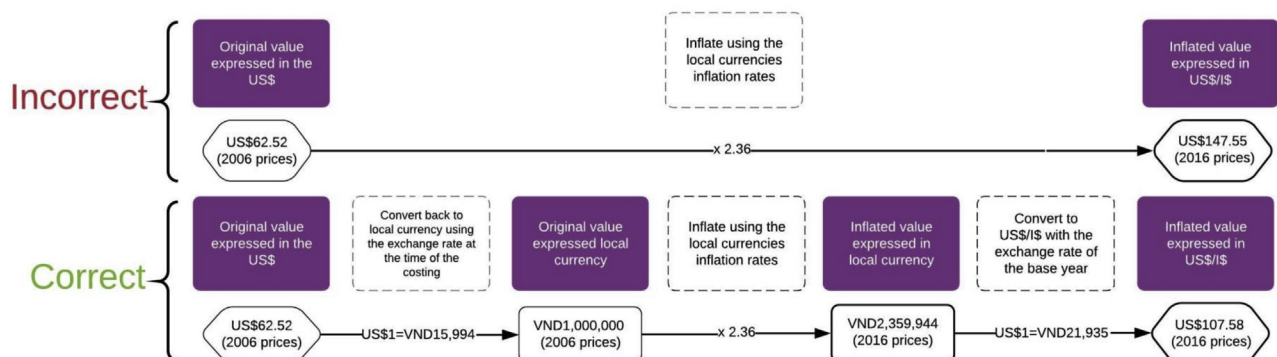 Incorrect
Original value
expressed in the
US$
Inflate using the
local currencies
inflation rates
Inflated value
expressed in
US$/I$
US$62.52
(2006 prices)
x 2.36
US$147.55
(2016 prices)
Correct
Original value
expressed in the
US$
Convert back to
local currency using
the exchange rate at
the time of the
costing
Original value
expressed local
currency
Inflate using the
local currencies
inflation rates
Inflated value
expressed in
local currency
Convert to
US$/I$ with the
exchange rate of
the base year
Inflated value
expressed in
US$/I$
US$62.52
(2006 prices)
US$1=VND15,994
VND1,000,000
(2006 prices)
x 2.36
VND2,359,944
(2016 prices)
US$1=VND21,935
US$107.58
(2016 prices)